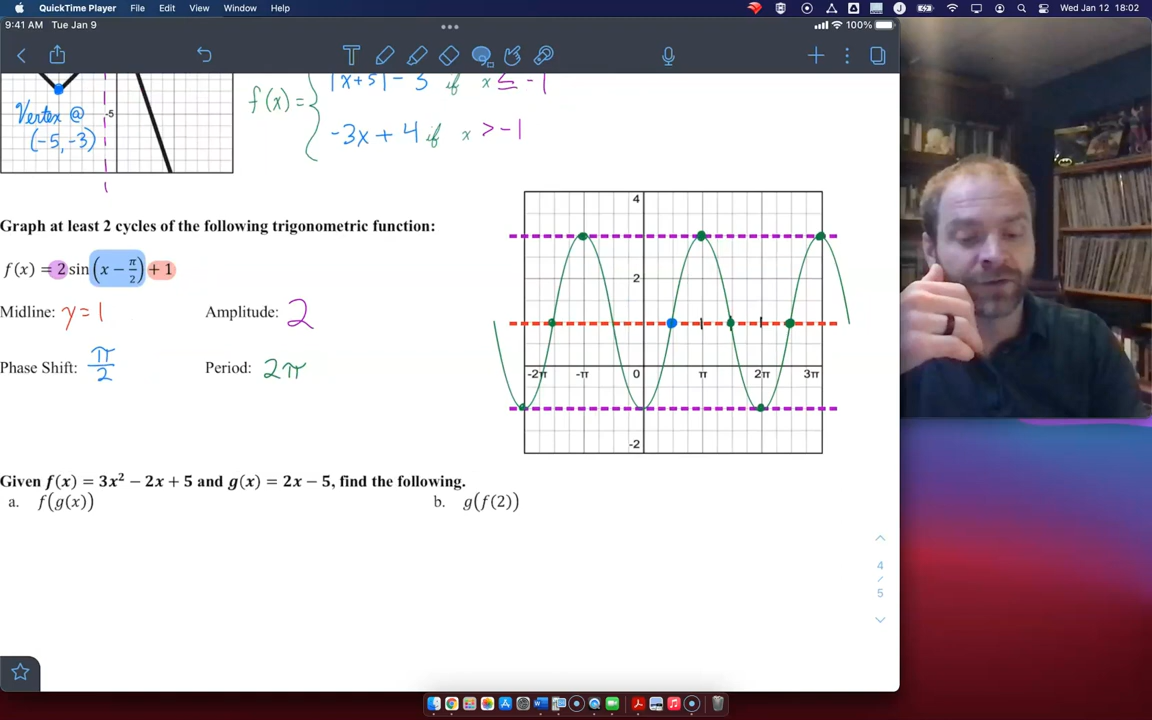 QuickTime Player File Edit View Window Help
Wed Jan 12 18:02
9:41 AM Tue Jan 9
100%
Vertex @
(-5, -3)
-5
f(x) =
|x+5| - 3 if x ≤ -1
-3x + 4 if x > -1
Graph at least 2 cycles of the following trigonometric function:
f(x) = 2 sin (x − π/2) + 1
Midline: y = 1
Amplitude: 2
Phase Shift: π/2
Period: 2π
4
2
-2π -π 0 π 2π 3π
-2
Given f(x) = 3x² − 2x + 5 and g(x) = 2x − 5, find the following.
a. f(g(x))
b. g(f(2))
4
/
5